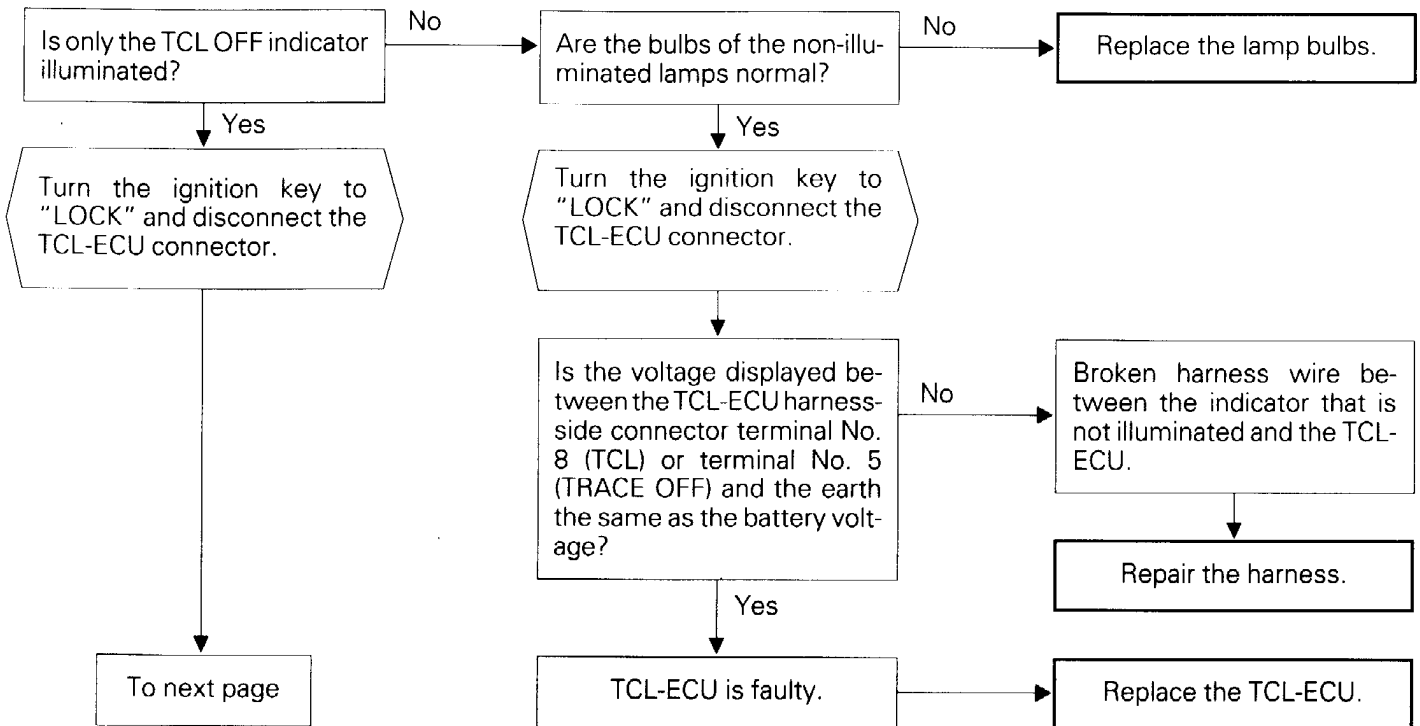 Is only the TCL OFF indicator
illuminated?
No
Are the bulbs of the non-illu-
minated lamps normal?
No
Replace the lamp bulbs.
Yes
Yes
Turn the ignition key to
"LOCK" and disconnect the
TCL-ECU connector.
Turn the ignition key to
"LOCK" and disconnect the
TCL-ECU connector.
Is the voltage displayed be-
tween the TCL-ECU harness-
side connector terminal No.
8 (TCL) or terminal No. 5
(TRACE OFF) and the earth
the same as the battery volt-
age?
No
Broken harness wire be-
tween the indicator that is
not illuminated and the TCL-
ECU.
Repair the harness.
Yes
To next page
TCL-ECU is faulty.
Replace the TCL-ECU.